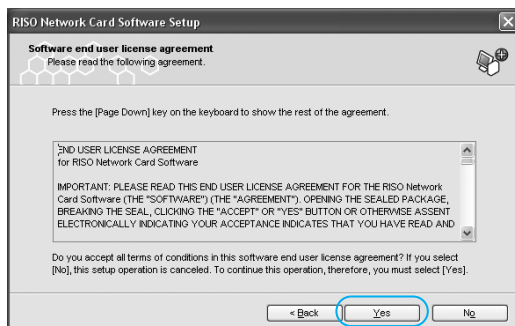 RISO Network Card Software Setup
Software end user license agreement
Please read the following agreement.
Press the [Page Down] key on the keyboard to show the rest of the agreement.
END USER LICENSE AGREEMENT
for RISO Network Card Software
IMPORTANT: PLEASE READ THIS END USER LICENSE AGREEMENT FOR THE RISO Network
Card Software (THE "SOFTWARE") (THE "AGREEMENT"). OPENING THE SEALED PACKAGE,
BREAKING THE SEAL, CLICKING THE "ACCEPT" OR "YES" BUTTON OR OTHERWISE ASSENT
ELECTRONICALLY INDICATING YOUR ACCEPTANCE INDICATES THAT YOU HAVE READ AND
Do you accept all terms of conditions in this software end user license agreement? If you select
[No], this setup operation is canceled. To continue this operation, therefore, you must select [Yes].
< Back Yes No